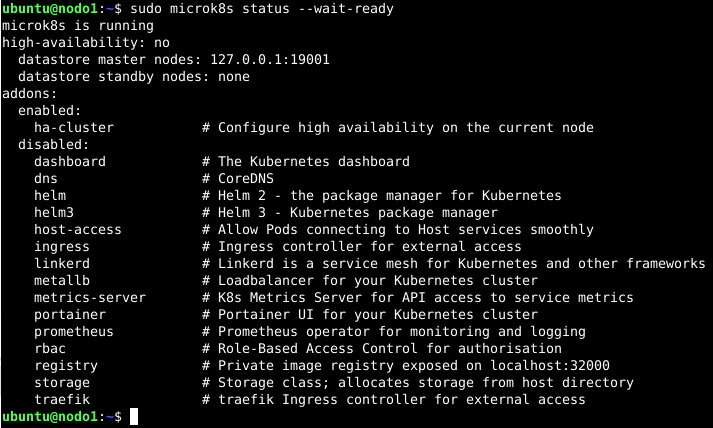 ubuntu@nodo1:~$ sudo microk8s status --wait-ready
microk8s is running
high-availability: no
  datastore master nodes: 127.0.0.1:19001
  datastore standby nodes: none
addons:
  enabled:
    ha-cluster           # Configure high availability on the current node
  disabled:
    dashboard            # The Kubernetes dashboard
    dns                  # CoreDNS
    helm                 # Helm 2 - the package manager for Kubernetes
    helm3                # Helm 3 - Kubernetes package manager
    host-access          # Allow Pods connecting to Host services smoothly
    ingress              # Ingress controller for external access
    linkerd              # Linkerd is a service mesh for Kubernetes and other frameworks
    metallb              # Loadbalancer for your Kubernetes cluster
    metrics-server       # K8s Metrics Server for API access to service metrics
    portainer            # Portainer UI for your Kubernetes cluster
    prometheus           # Prometheus operator for monitoring and logging
    rbac                 # Role-Based Access Control for authorisation
    registry             # Private image registry exposed on localhost:32000
    storage              # Storage class; allocates storage from host directory
    traefik              # traefik Ingress controller for external access
ubuntu@nodo1:~$